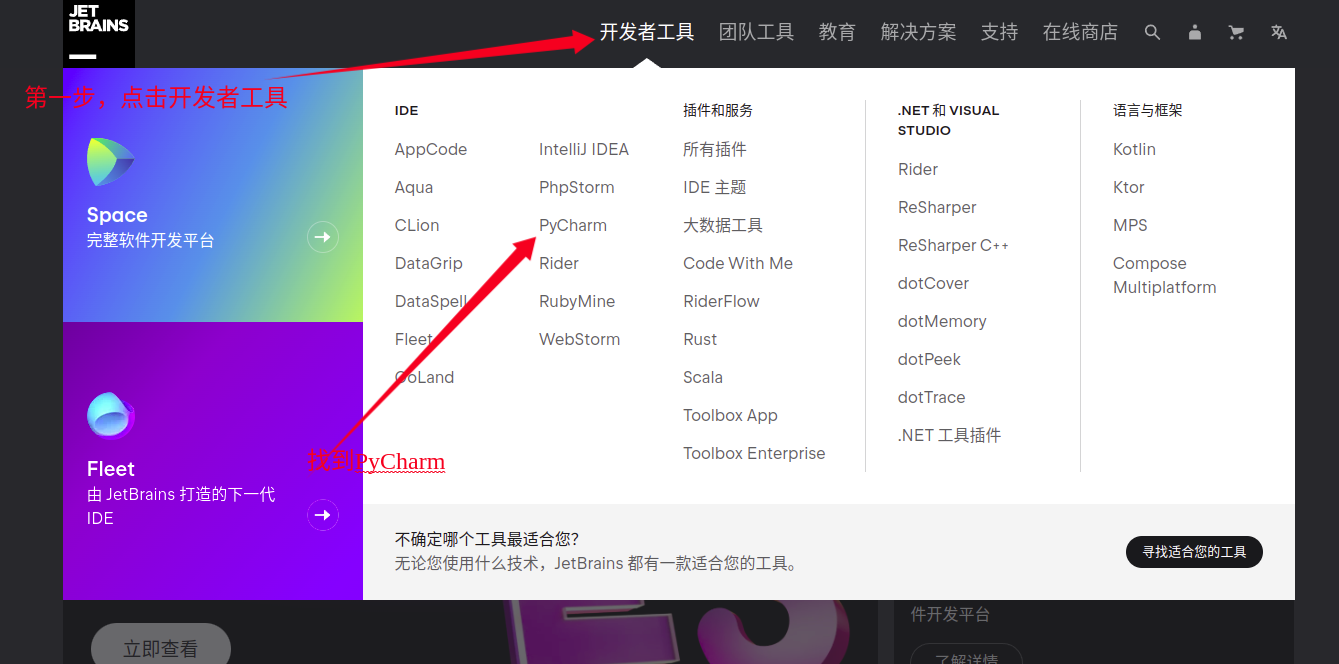 JET
BRAINS
开发者工具
团队工具
教育
解决方案
支持
在线商店
第一步，点击开发者工具
Space
完整软件开发平台
Fleet
由 JetBrains 打造的下一代
IDE
IDE
AppCode
Aqua
CLion
DataGrip
DataSpell
Fleet
GoLand
IntelliJ IDEA
PhpStorm
PyCharm
Rider
RubyMine
WebStorm
找到PyCharm
插件和服务
所有插件
IDE 主题
大数据工具
Code With Me
RiderFlow
Rust
Scala
Toolbox App
Toolbox Enterprise
.NET 和 VISUAL
STUDIO
Rider
ReSharper
ReSharper C++
dotCover
dotMemory
dotPeek
dotTrace
.NET 工具插件
语言与框架
Kotlin
Ktor
MPS
Compose
Multiplatform
不确定哪个工具最适合您？
无论您使用什么技术，JetBrains 都有一款适合您的工具。
寻找适合您的工具
立即查看
件开发平台
了解详情